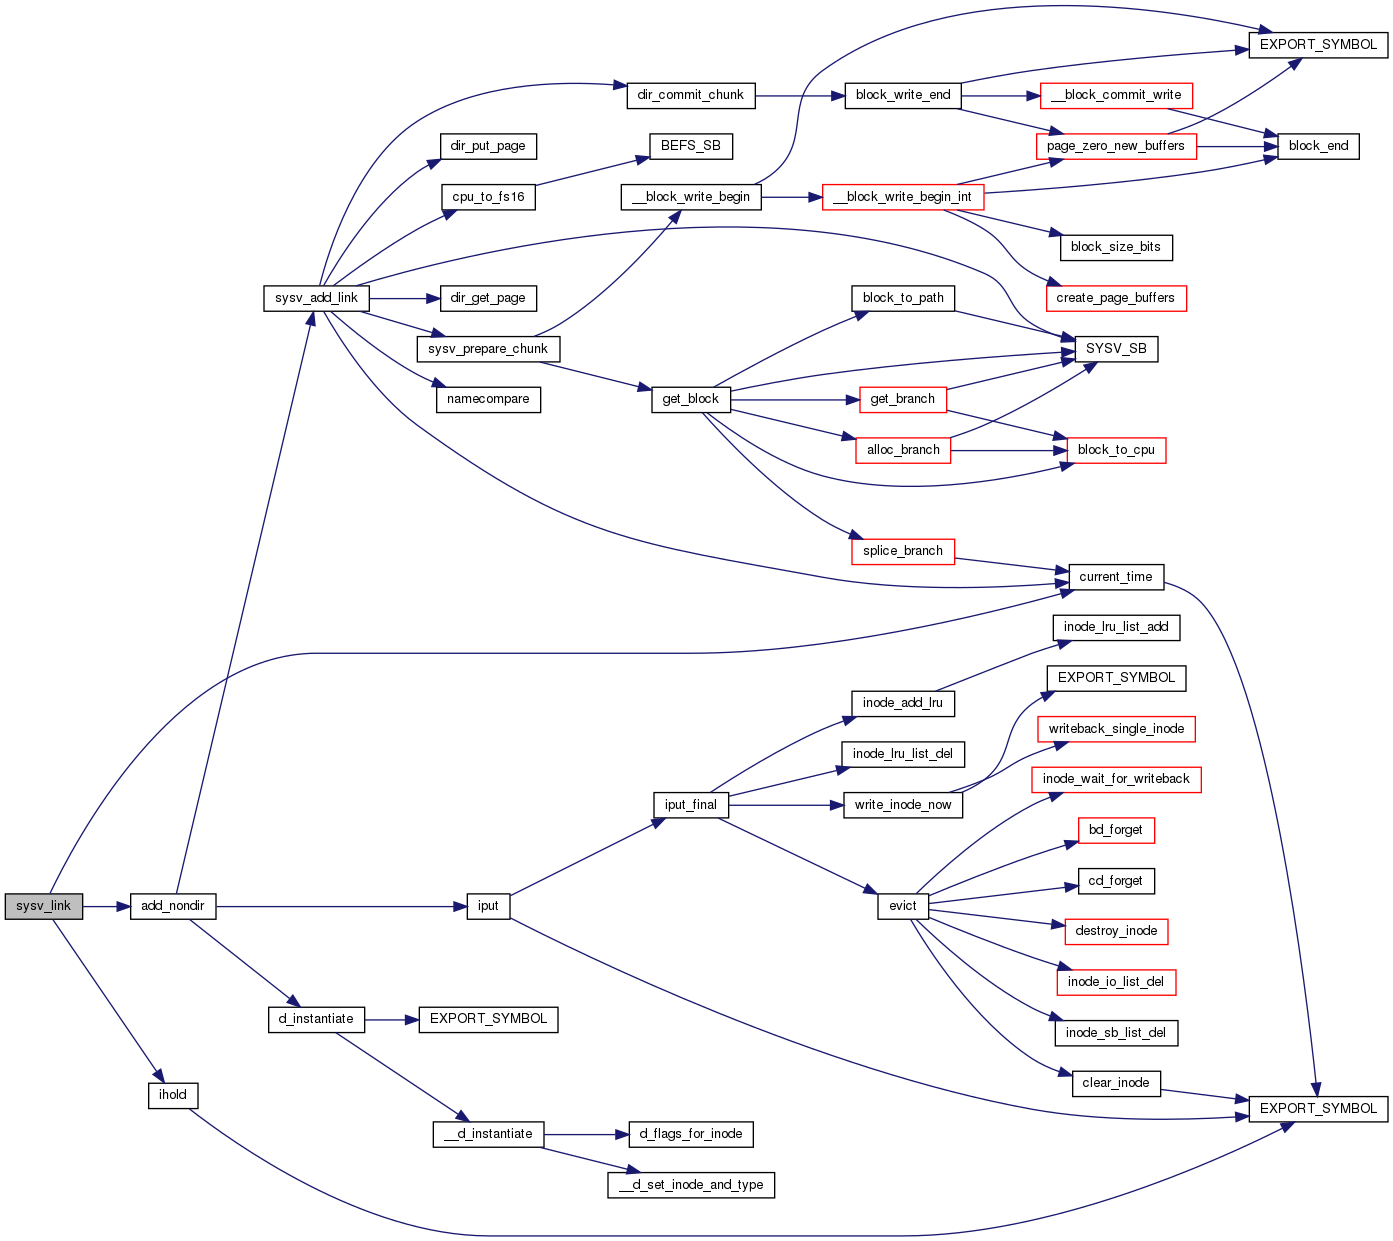 EXPORT_SYMBOL
dir_commit_chunk
block_write_end
__block_commit_write
dir_put_page
BEFS_SB
page_zero_new_buffers
block_end
cpu_to_fs16
__block_write_begin
__block_write_begin_int
block_size_bits
sysv_add_link
dir_get_page
block_to_path
create_page_buffers
sysv_prepare_chunk
SYSV_SB
namecompare
get_block
get_branch
alloc_branch
block_to_cpu
splice_branch
current_time
inode_lru_list_add
EXPORT_SYMBOL
inode_add_lru
writeback_single_inode
inode_lru_list_del
inode_wait_for_writeback
iput_final
write_inode_now
bd_forget
cd_forget
sysv_link
add_nondir
iput
evict
destroy_inode
inode_io_list_del
d_instantiate
EXPORT_SYMBOL
inode_sb_list_del
clear_inode
ihold
EXPORT_SYMBOL
__d_instantiate
d_flags_for_inode
__d_set_inode_and_type